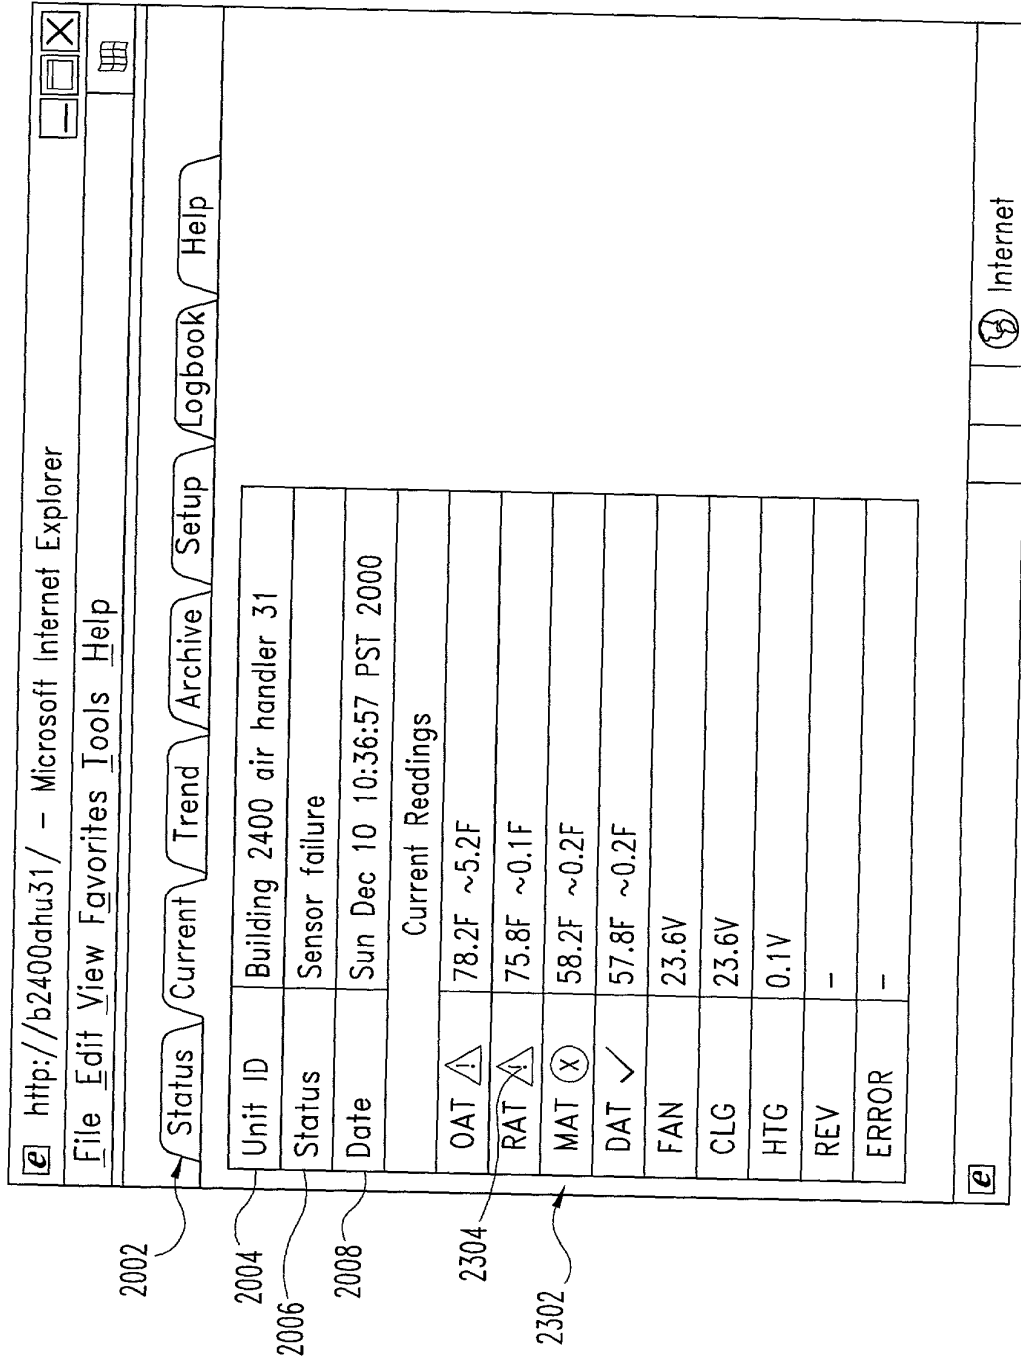 e http://b2400ahu31/ – Microsoft Internet Explorer
File Edit View Favorites Tools Help
Status Current Trend Archive Setup Logbook Help
Unit ID Building 2400 air handler 31
Status Sensor failure
Date Sun Dec 10 10:36:57 PST 2000
Current Readings
OAT ! 78.2F ~5.2F
RAT ! 75.8F ~0.1F
MAT X 58.2F ~0.2F
DAT ✓ 57.8F ~0.2F
FAN 23.6V
CLG 23.6V
HTG 0.1V
REV –
ERROR –
e Internet
2002
2004
2006
2008
2304
2302